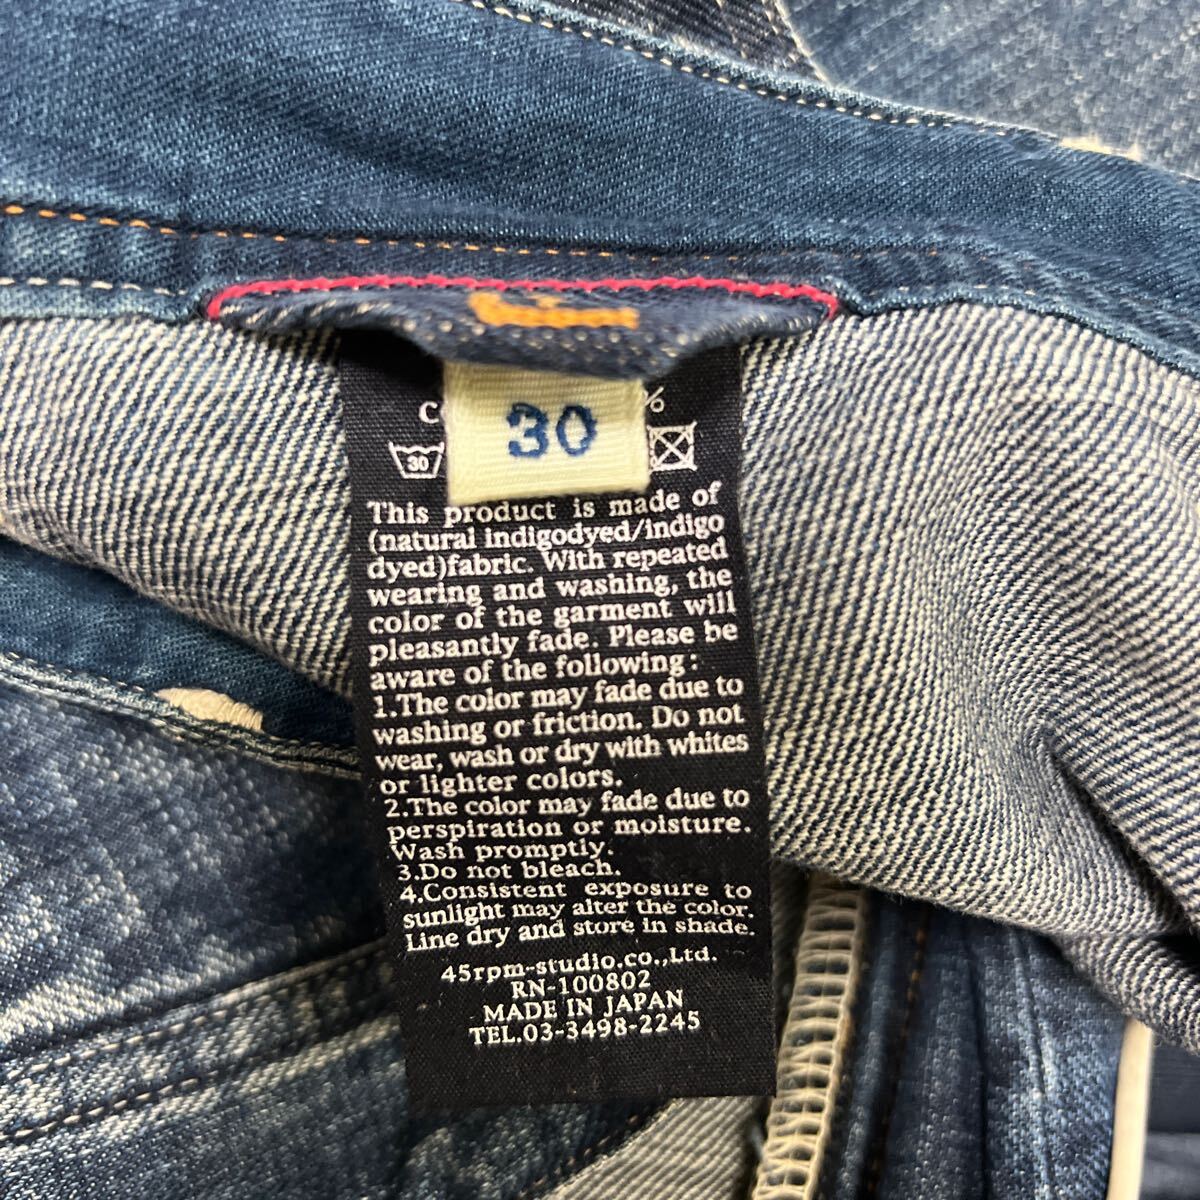 30
%
30
This product is made of
(natural indigodyed/indigo
dyed)fabric. With repeated
wearing and washing, the
color of the garment will
pleasantly fade. Please be
aware of the following:
1.The color may fade due to
washing or friction. Do not
wear, wash or dry with whites
or lighter colors.
2.The color may fade due to
perspiration or moisture.
Wash promptly.
3.Do not bleach.
4.Consistent exposure to
sunlight may alter the color.
Line dry and store in shade.
45rpm-studio.co.,Ltd.
RN-100802
MADE IN JAPAN
TEL.03-3498-2245